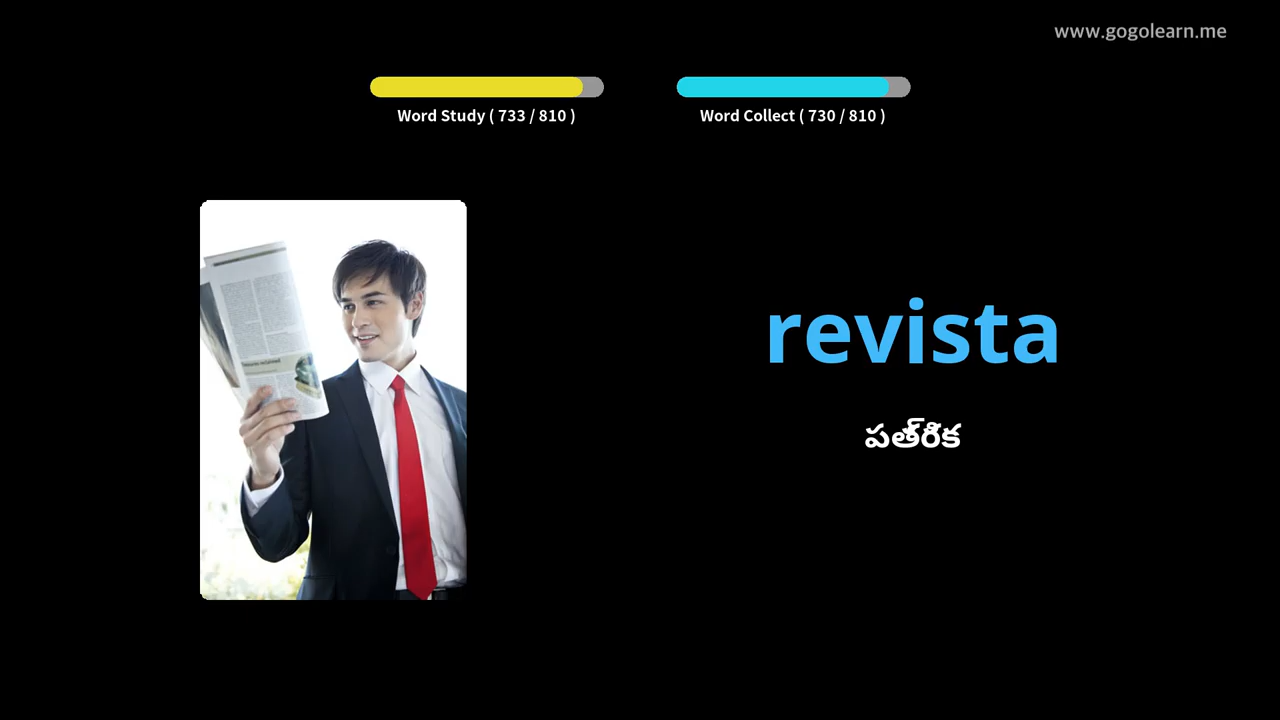 www.gogolearn.me
Word Study ( 733 / 810 )
Word Collect ( 730 / 810 )
revista
పత్రిక